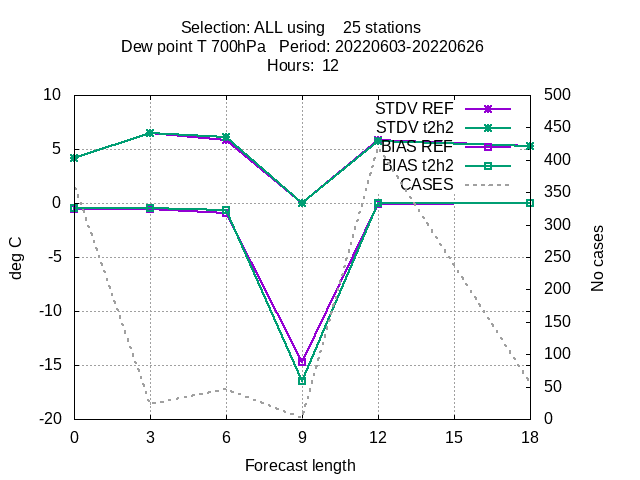 Selection: ALL using    25 stations
Dew point T 700hPa   Period: 20220603-20220626
Hours:  12
STDV REF
STDV t2h2
BIAS REF
BIAS t2h2
CASES
10
5
0
-5
-10
-15
-20
deg C
500
450
400
350
300
250
200
150
100
50
0
No cases
0 3 6 9 12 15 18
Forecast length